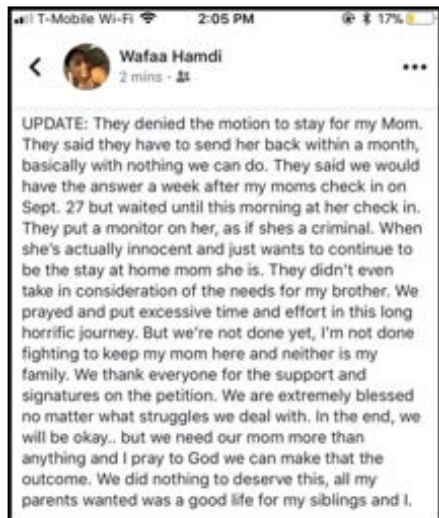 T-Mobile Wi-Fi 2:05 PM 17%
Wafaa Hamdi
2 mins ·
UPDATE: They denied the motion to stay for my Mom.
They said they have to send her back within a month,
basically with nothing we can do. They said we would
have the answer a week after my moms check in on
Sept. 27 but waited until this morning at her check in.
They put a monitor on her, as if shes a criminal. When
she's actually innocent and just wants to continue to
be the stay at home mom she is. They didn't even
take in consideration of the needs for my brother. We
prayed and put excessive time and effort in this long
horrific journey. But we're not done yet, I'm not done
fighting to keep my mom here and neither is my
family. We thank everyone for the support and
signatures on the petition. We are extremely blessed
no matter what struggles we deal with. In the end, we
will be okay.. but we need our mom more than
anything and I pray to God we can make that the
outcome. We did nothing to deserve this, all my
parents wanted was a good life for my siblings and I.